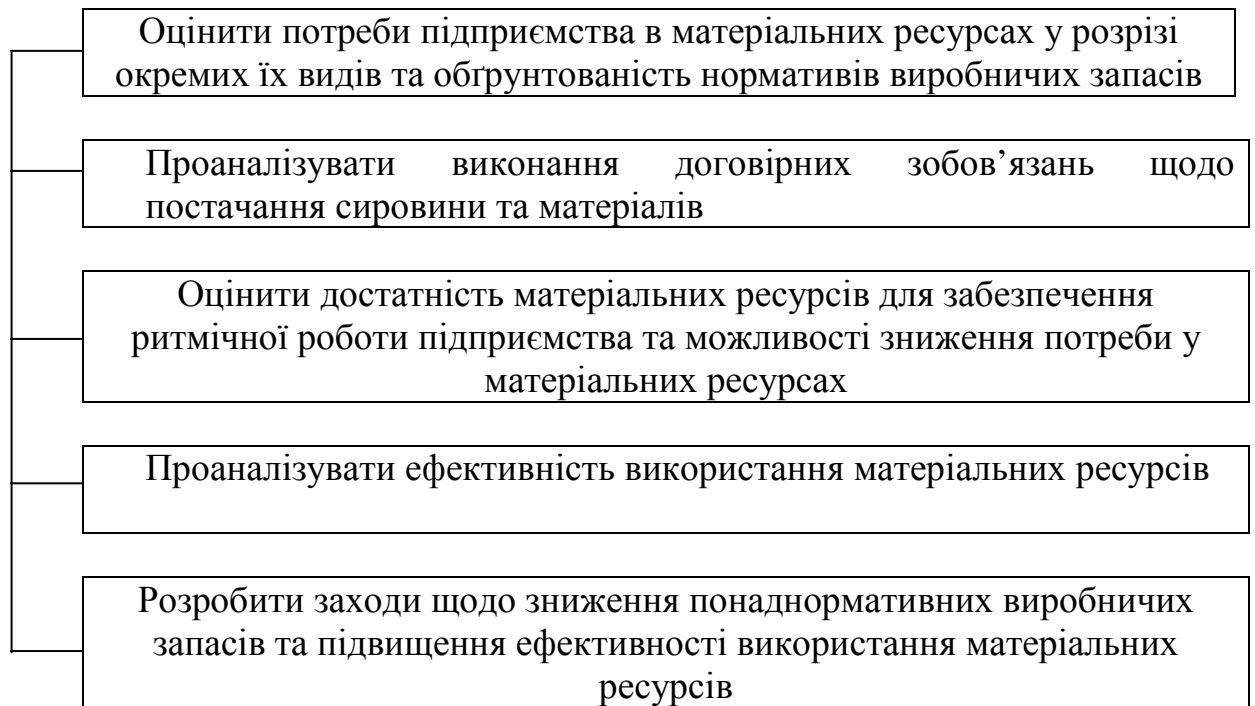 Оцінити потреби підприємства в матеріальних ресурсах у розрізі
окремих їх видів та обґрунтованість нормативів виробничих запасів
Проаналізувати виконання договірних зобов’язань щодо
постачання сировини та матеріалів
Оцінити достатність матеріальних ресурсів для забезпечення
ритмічної роботи підприємства та можливості зниження потреби у
матеріальних ресурсах
Проаналізувати ефективність використання матеріальних ресурсів
Розробити заходи щодо зниження понаднормативних виробничих
запасів та підвищення ефективності використання матеріальних
ресурсів